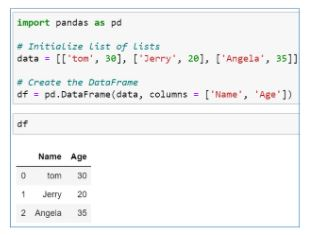 import pandas as pd
# Initialize list of lists
data = [['tom', 30], ['Jerry', 20], ['Angela', 35]]
# Create the DataFrame
df = pd.DataFrame(data, columns = ['Name', 'Age'])
df
Name Age
0 tom 30
1 Jerry 20
2 Angela 35